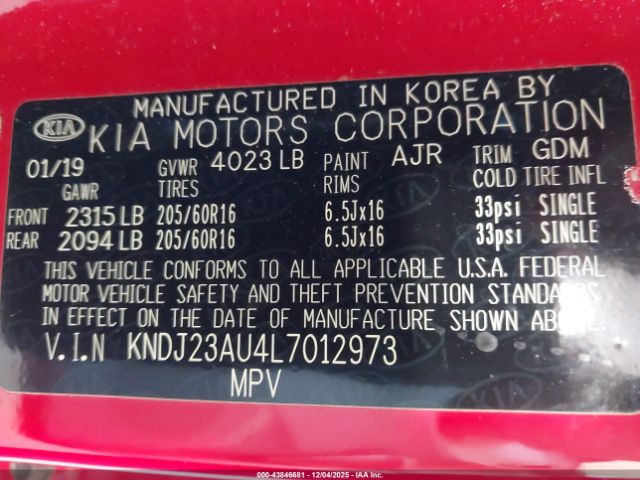 MANUFACTURED IN KOREA BY
KIA KIA MOTORS CORPORATION
01/19 GVWR 4023 LB PAINT AJR TRIM GDM
GAWR TIRES RIMS COLD TIRE INFL
FRONT 2315 LB 205/60R16 6.5Jx16 33psi SINGLE
REAR 2094 LB 205/60R16 6.5Jx16 33psi SINGLE
THIS VEHICLE CONFORMS TO ALL APPLICABLE U.S.A. FEDERAL
MOTOR VEHICLE SAFETY AND THEFT PREVENTION STANDARDS
IN EFFECT ON THE DATE OF MANUFACTURE SHOWN ABOVE.
V.I.N KNDJ23AU4L7012973
MPV
000-43846681 - 12/04/2025 - IAA Inc.